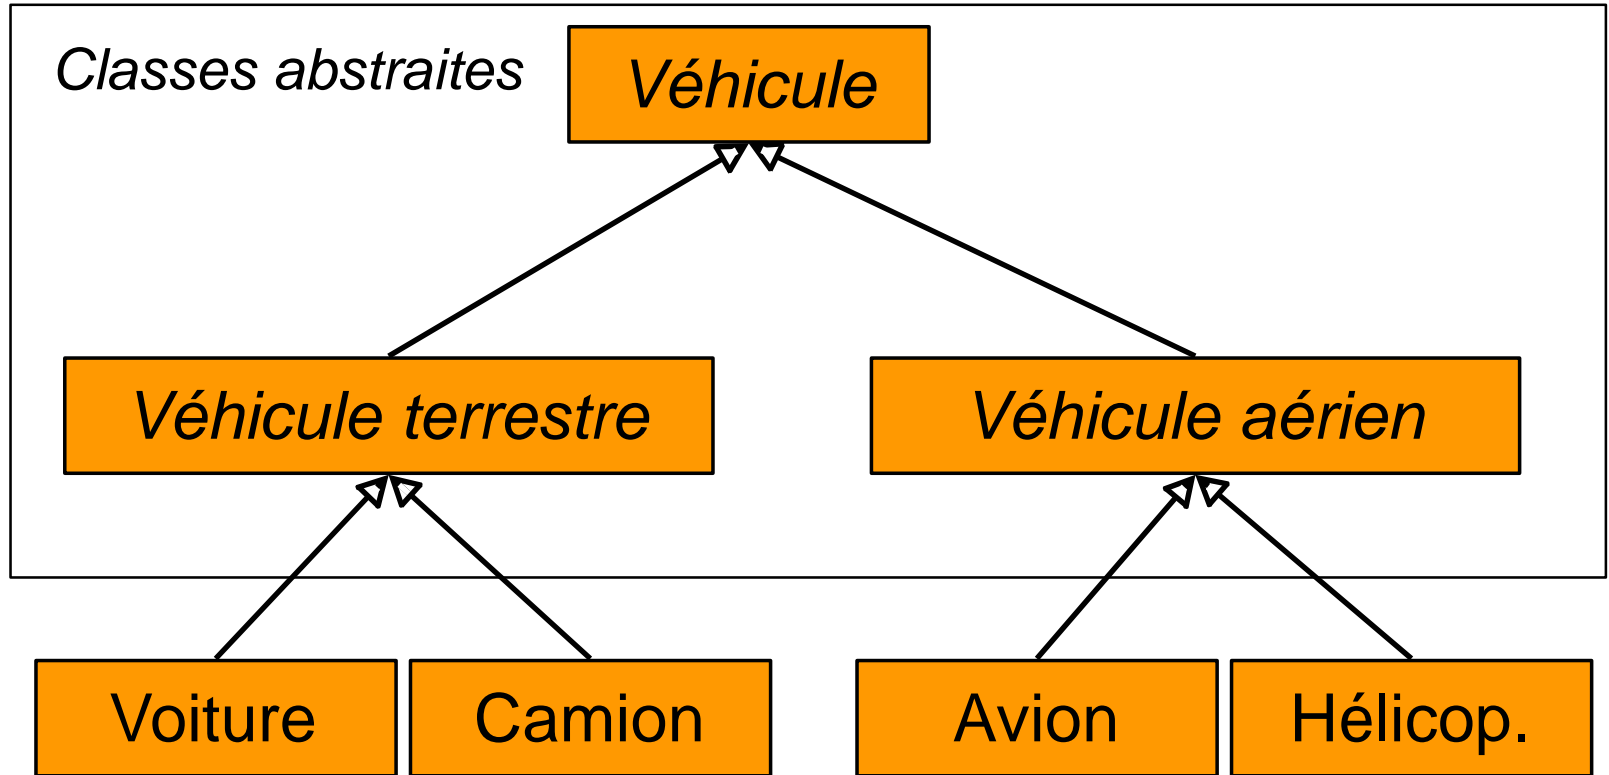 Classes abstraites
Véhicule
Véhicule terrestre
Véhicule aérien
Voiture
Camion
Avion
Hélicop.